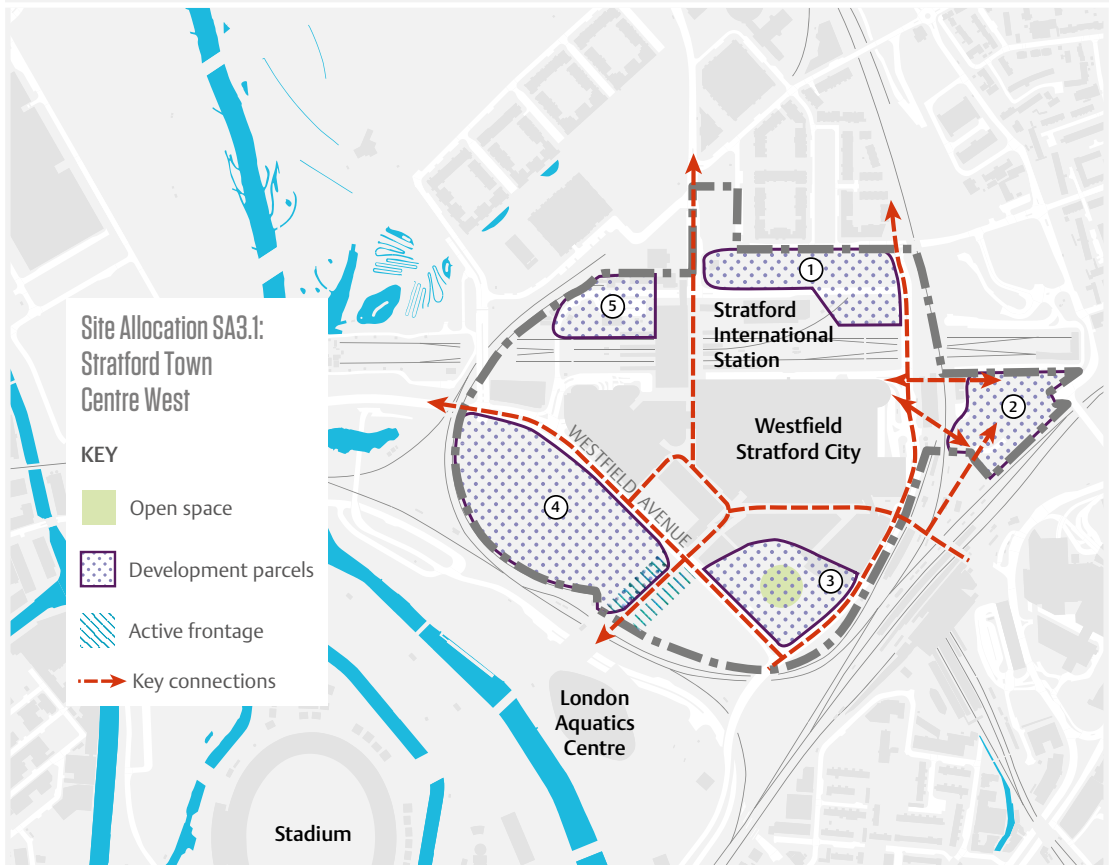 Site Allocation SA3.1:
Stratford Town
Centre West
KEY
Open space
Development parcels
Active frontage
Key connections
1
5
Stratford
International
Station
2
Westfield
Stratford City
WESTFIELD AVENUE
4
3
London
Aquatics
Centre
Stadium